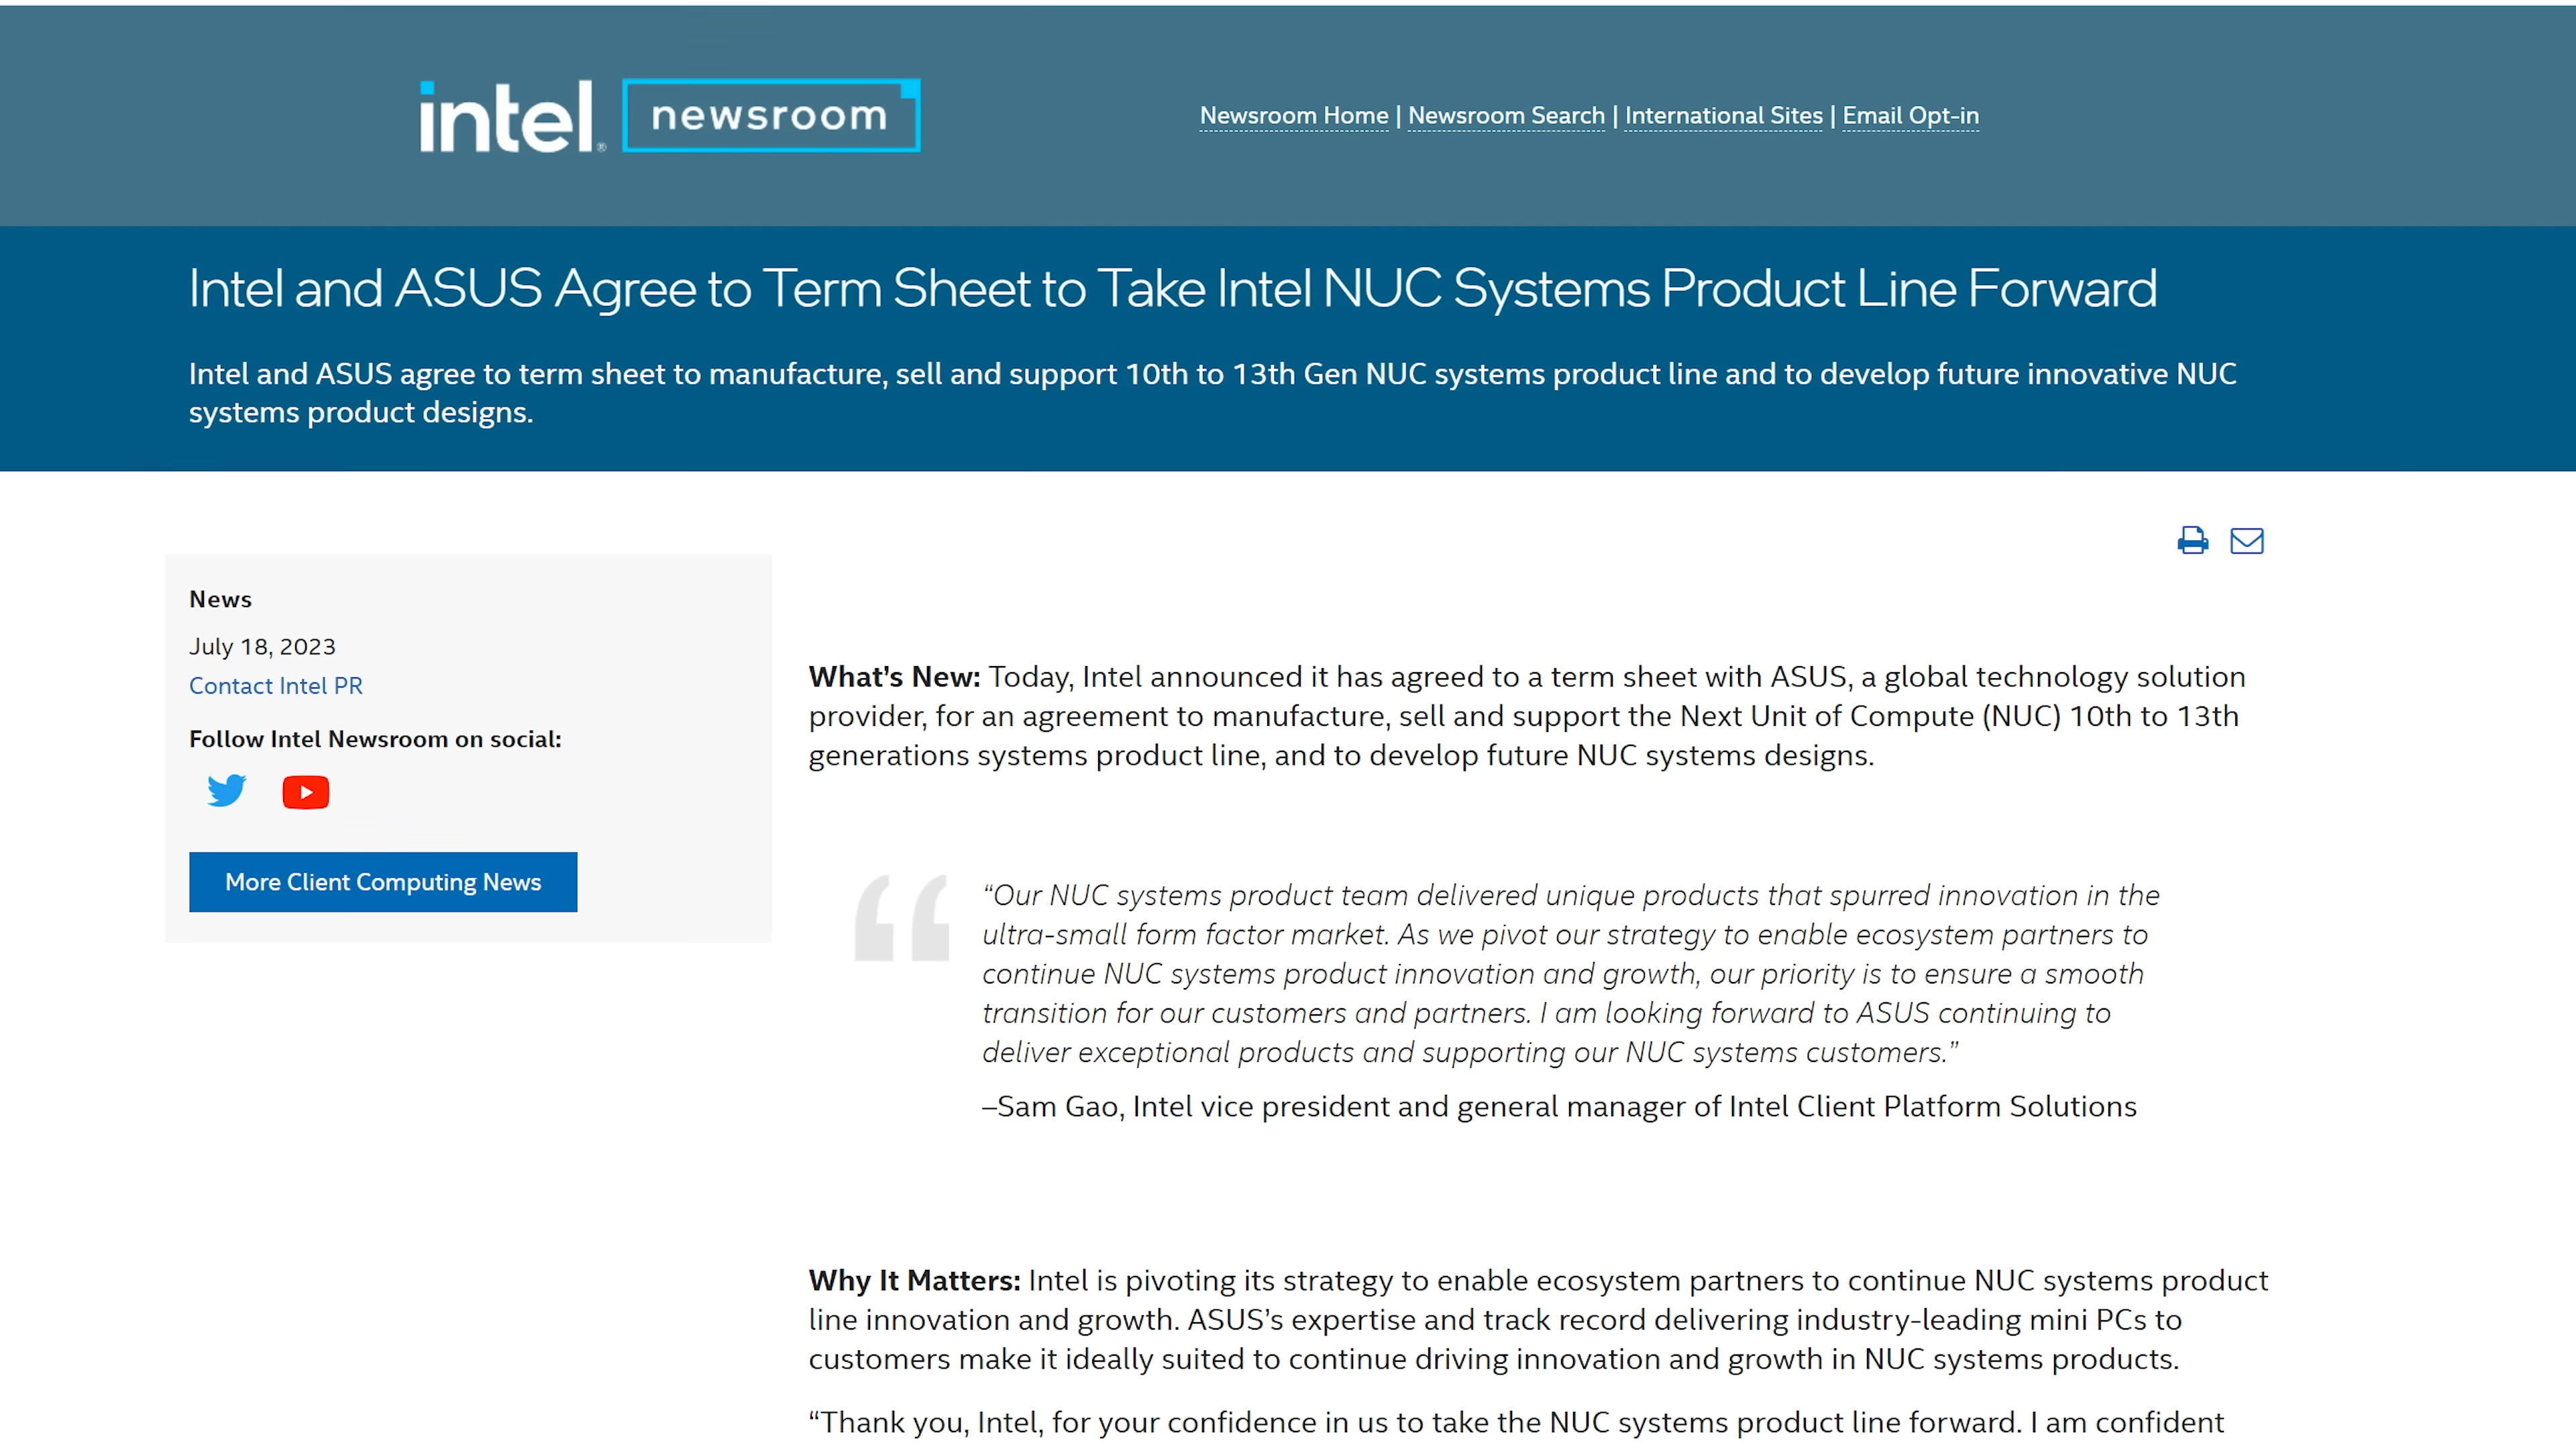 intel® newsroom
Newsroom Home | Newsroom Search | International Sites | Email Opt-in
Intel and ASUS Agree to Term Sheet to Take Intel NUC Systems Product Line Forward
Intel and ASUS agree to term sheet to manufacture, sell and support 10th to 13th Gen NUC systems product line and to develop future innovative NUC
systems product designs.
News
July 18, 2023
Contact Intel PR
Follow Intel Newsroom on social:
More Client Computing News
What’s New: Today, Intel announced it has agreed to a term sheet with ASUS, a global technology solution
provider, for an agreement to manufacture, sell and support the Next Unit of Compute (NUC) 10th to 13th
generations systems product line, and to develop future NUC systems designs.
“Our NUC systems product team delivered unique products that spurred innovation in the
ultra-small form factor market. As we pivot our strategy to enable ecosystem partners to
continue NUC systems product innovation and growth, our priority is to ensure a smooth
transition for our customers and partners. I am looking forward to ASUS continuing to
deliver exceptional products and supporting our NUC systems customers.”
–Sam Gao, Intel vice president and general manager of Intel Client Platform Solutions
Why It Matters: Intel is pivoting its strategy to enable ecosystem partners to continue NUC systems product
line innovation and growth. ASUS’s expertise and track record delivering industry-leading mini PCs to
customers make it ideally suited to continue driving innovation and growth in NUC systems products.
“Thank you, Intel, for your confidence in us to take the NUC systems product line forward. I am confident